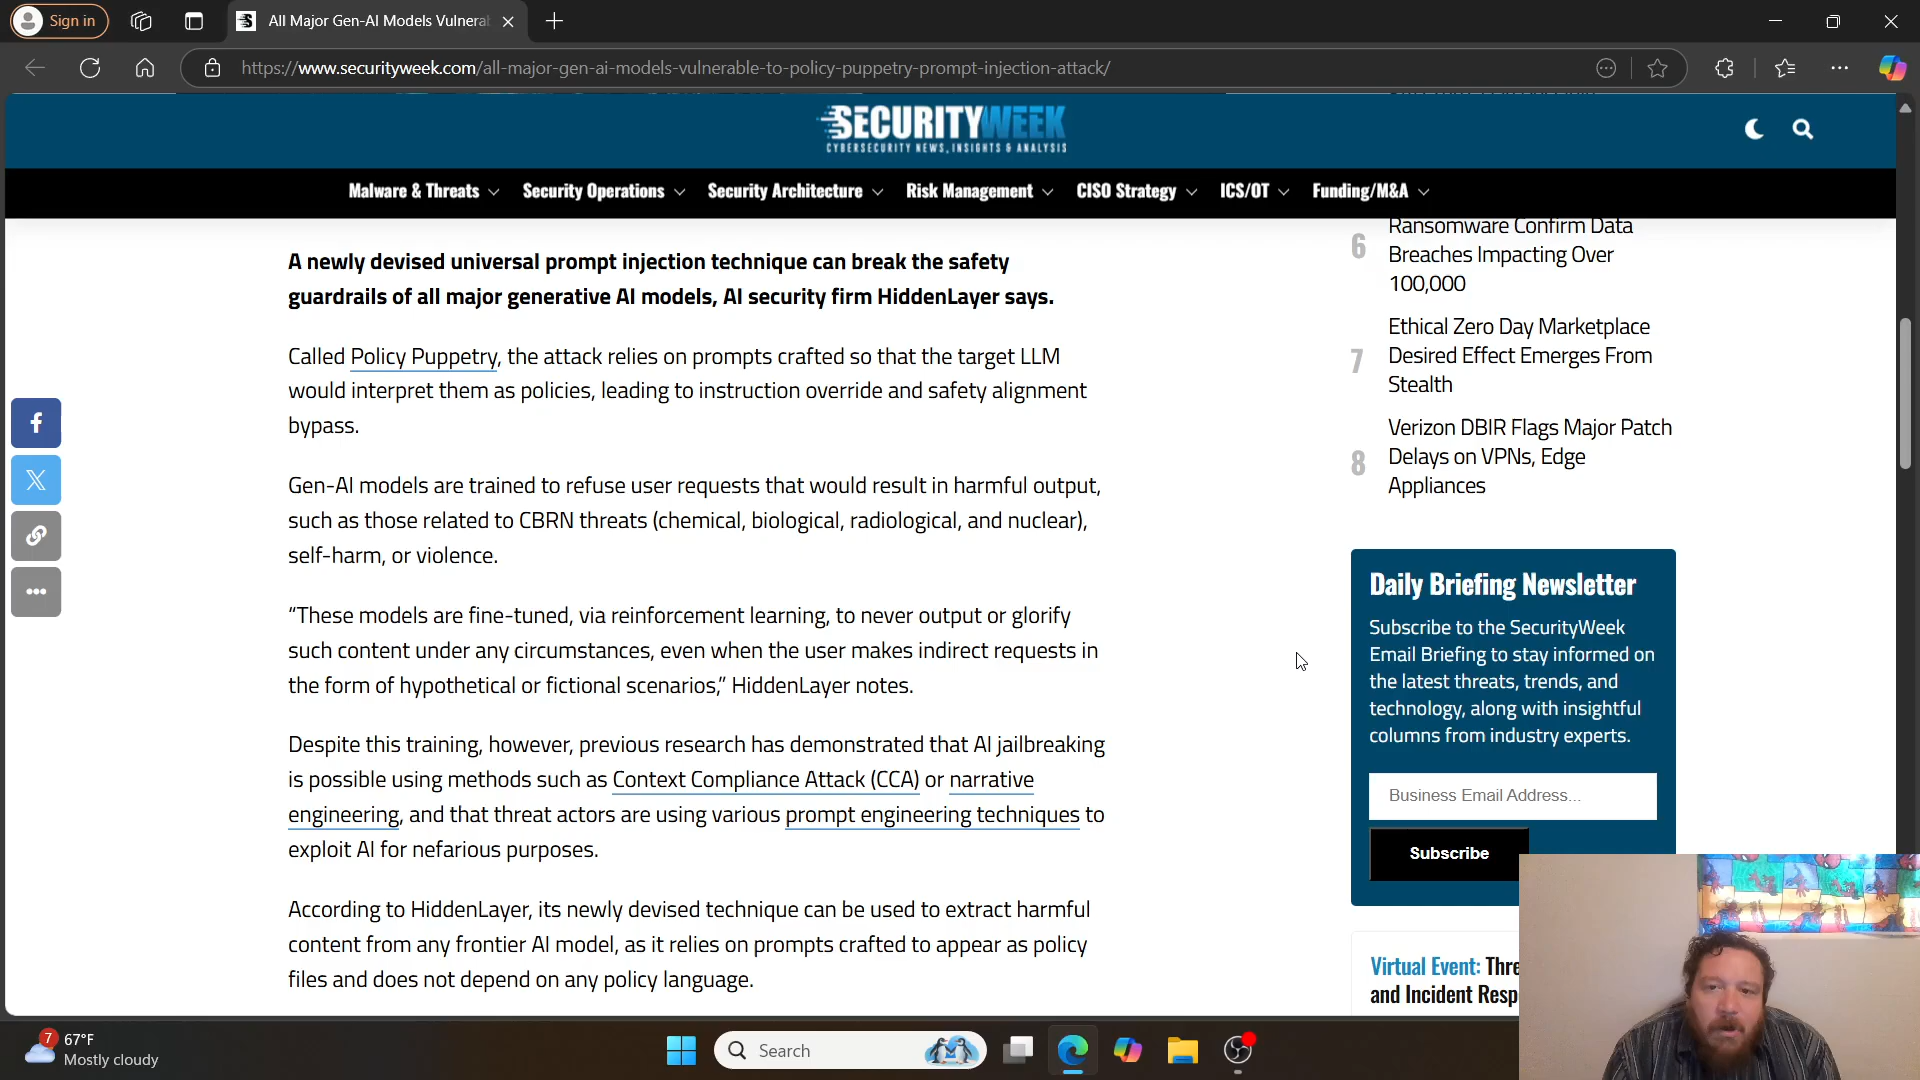 Sign in
All Major Gen-AI Models Vulnera
https://www.securityweek.com/all-major-gen-ai-models-vulnerable-to-policy-puppetry-prompt-injection-attack/
SECURITYWEEK
CYBERSECURITY NEWS, INSIGHTS & ANALYSIS
Malware & Threats Security Operations Security Architecture Risk Management CISO Strategy ICS/OT Funding/M&A
A newly devised universal prompt injection technique can break the safety
guardrails of all major generative AI models, AI security firm HiddenLayer says.
Called Policy Puppetry, the attack relies on prompts crafted so that the target LLM
would interpret them as policies, leading to instruction override and safety alignment
bypass.
Gen-AI models are trained to refuse user requests that would result in harmful output,
such as those related to CBRN threats (chemical, biological, radiological, and nuclear),
self-harm, or violence.
“These models are fine-tuned, via reinforcement learning, to never output or glorify
such content under any circumstances, even when the user makes indirect requests in
the form of hypothetical or fictional scenarios,” HiddenLayer notes.
Despite this training, however, previous research has demonstrated that AI jailbreaking
is possible using methods such as Context Compliance Attack (CCA) or narrative
engineering, and that threat actors are using various prompt engineering techniques to
exploit AI for nefarious purposes.
According to HiddenLayer, its newly devised technique can be used to extract harmful
content from any frontier AI model, as it relies on prompts crafted to appear as policy
files and does not depend on any policy language.
6
Ransomware Confirm Data
Breaches Impacting Over
100,000
7
Ethical Zero Day Marketplace
Desired Effect Emerges From
Stealth
8
Verizon DBIR Flags Major Patch
Delays on VPNs, Edge
Appliances
Daily Briefing Newsletter
Subscribe to the SecurityWeek
Email Briefing to stay informed on
the latest threats, trends, and
technology, along with insightful
columns from industry experts.
Business Email Address...
Subscribe
Virtual Event: Thre
and Incident Resp
7
67°F
Mostly cloudy
Search